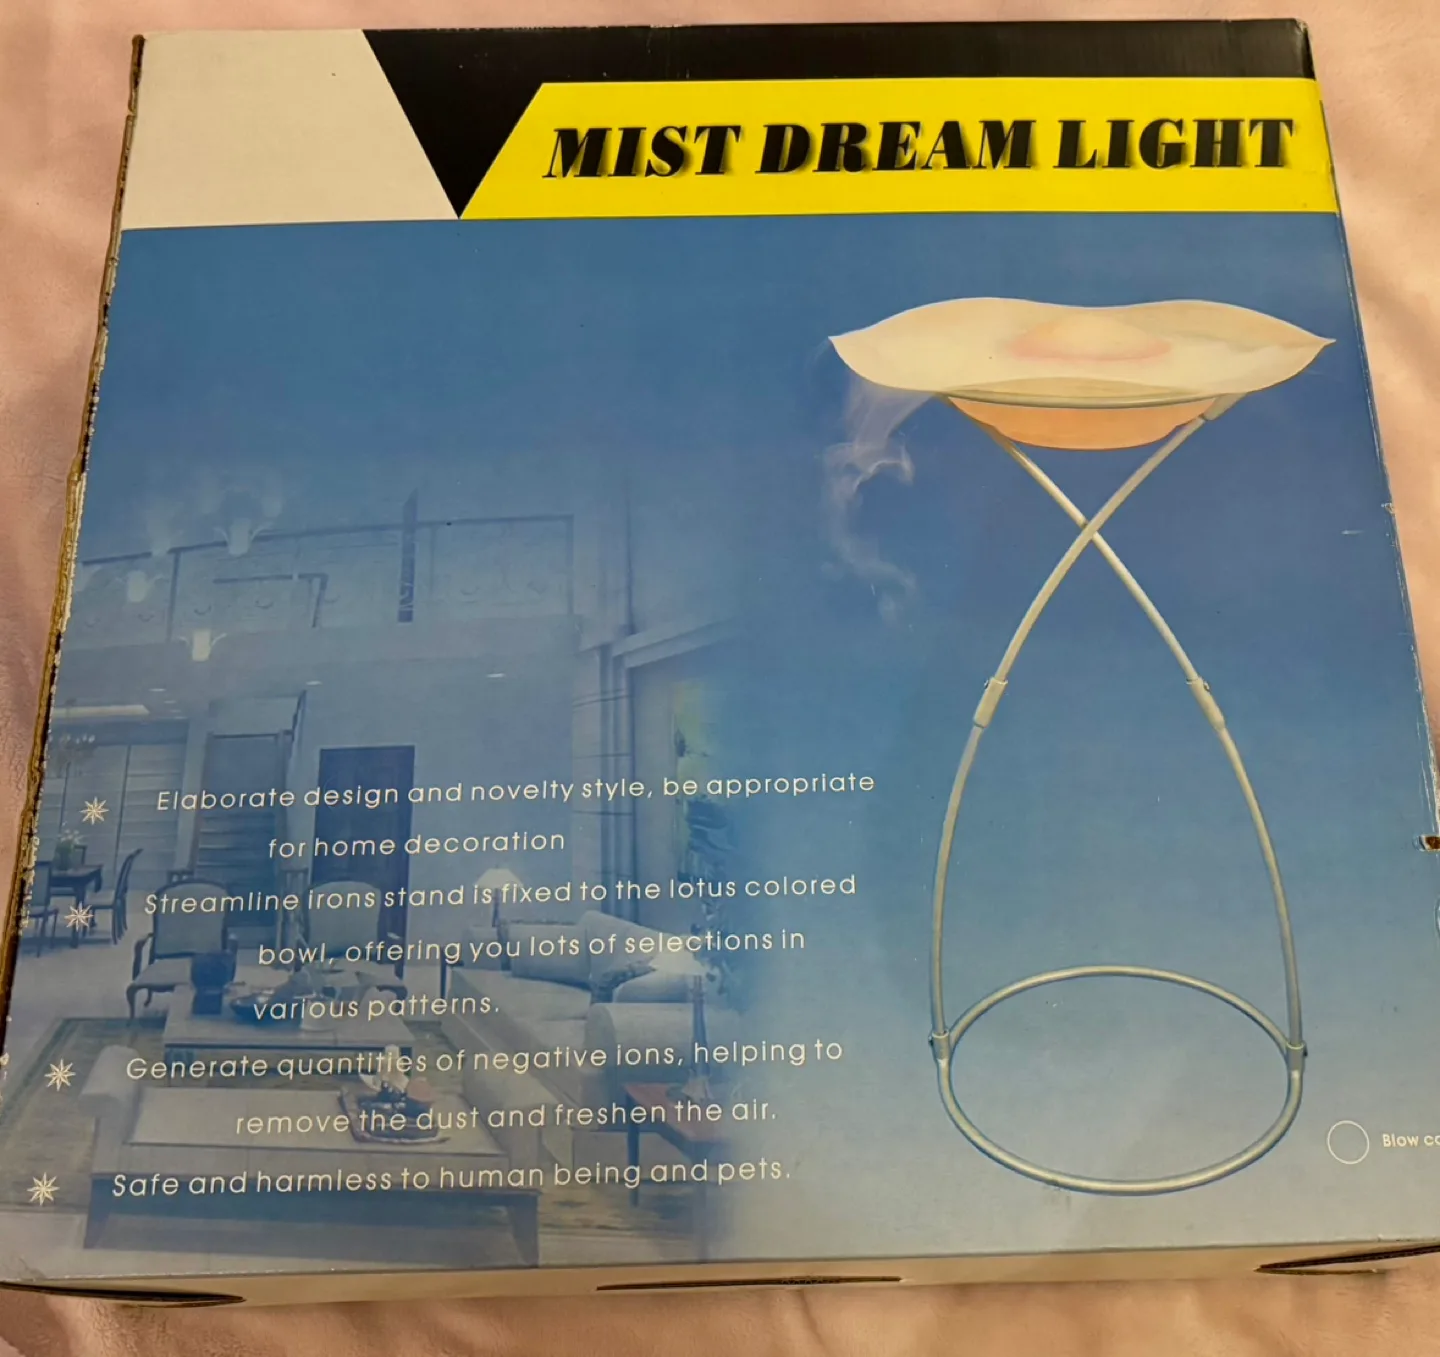 MIST DREAM LIGHT
Elaborate design and novelty style, be appropriate
for home decoration
Streamline irons stand is fixed to the lotus colored
bowl, offering you lots of selections in
various patterns.
Generate quantities of negative ions, helping to
remove the dust and freshen the air.
Safe and harmless to human being and pets.
Blow